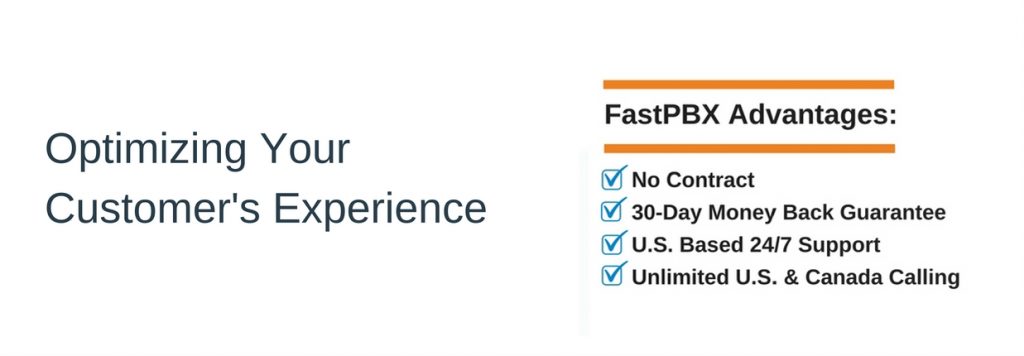 Optimizing Your
Customer's Experience
FastPBX Advantages:
No Contract
30-Day Money Back Guarantee
U.S. Based 24/7 Support
Unlimited U.S. & Canada Calling